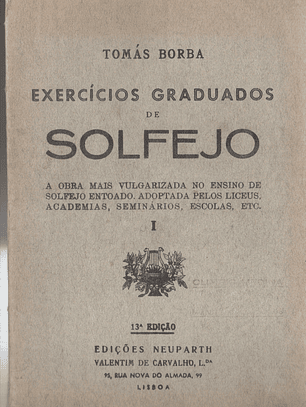 TOMÁS BORBA
EXERCÍCIOS GRADUADOS
DE
SOLFEJO
A OBRA MAIS VULGARIZADA NO ENSINO DE
SOLFEJO ENTOADO. ADOPTADA PELOS LICEUS,
ACADEMIAS, SEMINÁRIOS, ESCOLAS, ETC.
I
13ª EDIÇÃO
EDIÇÕES NEUPARTH
VALENTIM DE CARVALHO, L.DA
95, RUA NOVA DO ALMADA, 99
LISBOA